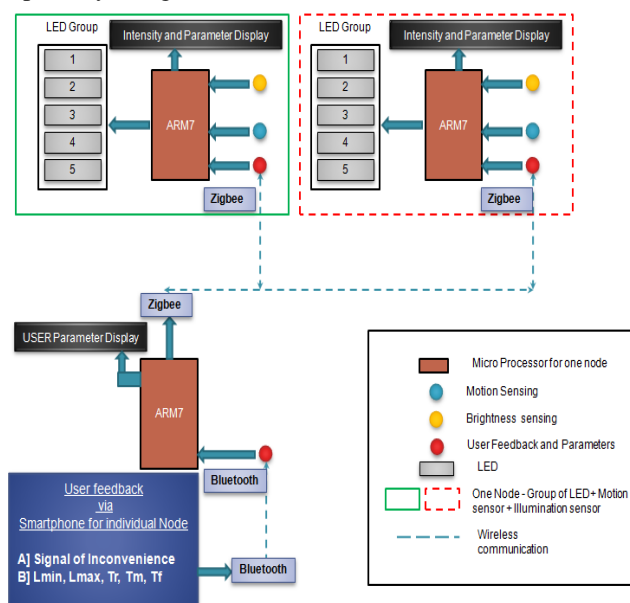 LED Group
Intensity and Parameter Display
1
2
3
4
5
ARM7
Zigbee
LED Group
Intensity and Parameter Display
1
2
3
4
5
ARM7
Zigbee
Zigbee
USER Parameter Display
ARM7
Bluetooth
User feedback
via
Smartphone for individual Node
A] Signal of Inconvenience
B] Lmin, Lmax, Tr, Tm, Tf
Bluetooth
Micro Processor for one node
Motion Sensing
Brightness sensing
User Feedback and Parameters
LED
One Node - Group of LED+ Motion
sensor + Illumination sensor
Wireless
communication